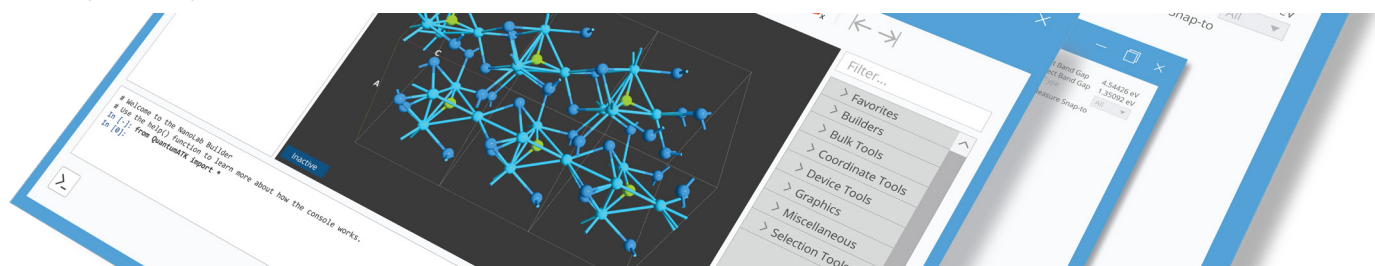 # Welcome to the NanoLab Builder
# Use the help() function to learn more about how the console works.
In [-]: from QuantumATK import *
In [0]:
C
A
Inactive
x
Filter...
> Favorites
> Builders
> Bulk Tools
> Coordinate Tools
> Device Tools
> Graphics
> Miscellaneous
> Selection Tools
eV
Snap-to
All
Band Gap 4.54426 eV
Band Gap 1.35092 eV
Measure Snap-to All